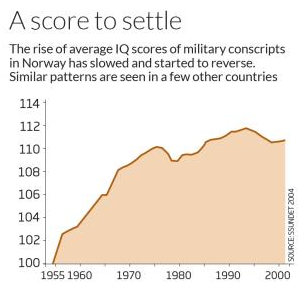 A score to settle
The rise of average IQ scores of military conscripts
in Norway has slowed and started to reverse.
Similar patterns are seen in a few other countries
114
112
110
108
106
104
102
100
1955 1960 1970 1980 1990 2000
SOURCE: SSUNDET 2004